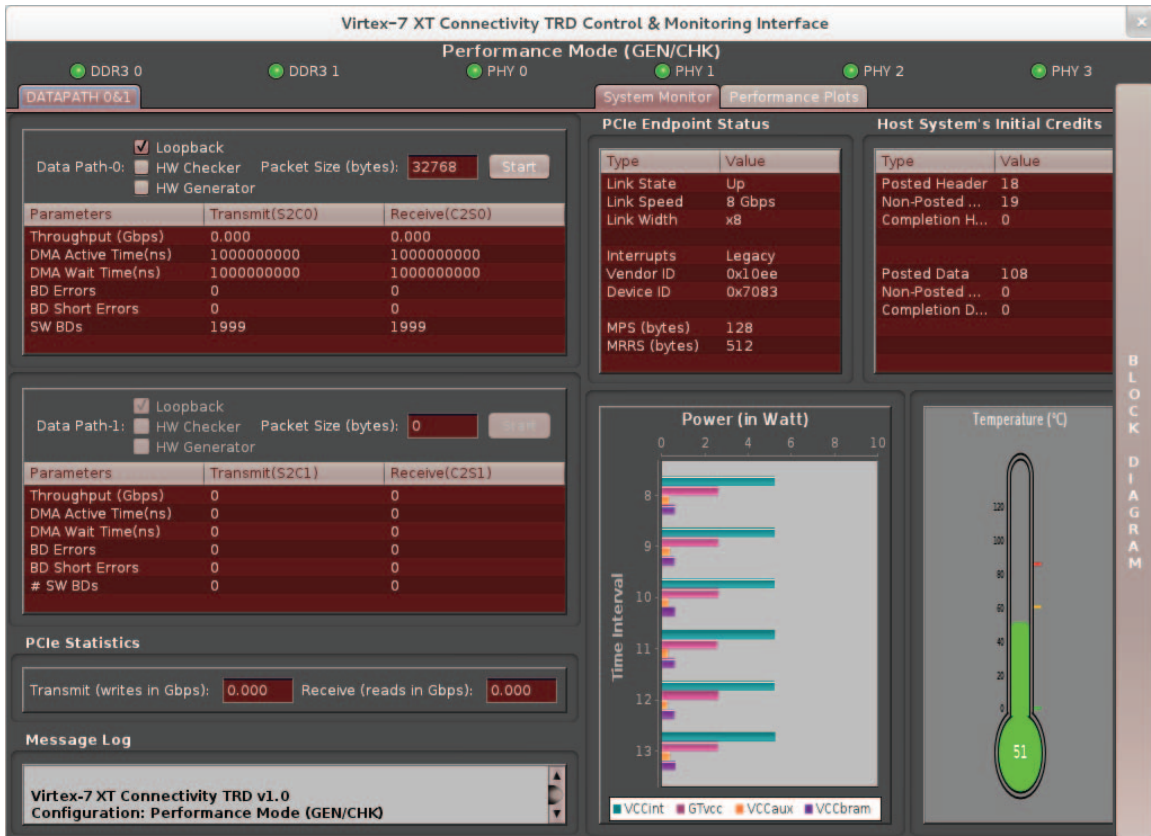 Virtex-7 XT Connectivity TRD Control & Monitoring Interface
x
Performance Mode (GEN/CHK)
DDR3 0 DDR3 1 PHY 0 PHY 1 PHY 2 PHY 3
DATAPATH 0&1
Loopback
Data Path-0: HW Checker Packet Size (bytes): 32768 Start
HW Generator
Parameters Transmit(S2C0) Receive(C2S0)
Throughput (Gbps) 0.000 0.000
DMA Active Time(ns) 1000000000 1000000000
DMA Wait Time(ns) 1000000000 1000000000
BD Errors 0 0
BD Short Errors 0 0
SW BDs 1999 1999
Loopback
Data Path-1: HW Checker Packet Size (bytes): 0 Start
HW Generator
Parameters Transmit(S2C1) Receive(C2S1)
Throughput (Gbps) 0 0
DMA Active Time(ns) 0 0
DMA Wait Time(ns) 0 0
BD Errors 0 0
BD Short Errors 0 0
# SW BDs 0 0
PCIe Statistics
Transmit (writes in Gbps): 0.000 Receive (reads in Gbps): 0.000
Message Log
Virtex-7 XT Connectivity TRD v1.0
Configuration: Performance Mode (GEN/CHK)
System Monitor Performance Plots
PCIe Endpoint Status
Type Value
Link State Up
Link Speed 8 Gbps
Link Width x8
Interrupts Legacy
Vendor ID 0x10ee
Device ID 0x7083
MPS (bytes) 128
MRRS (bytes) 512
Host System's Initial Credits
Type Value
Posted Header 18
Non-Posted ... 19
Completion H... 0
Posted Data 108
Non-Posted ... 0
Completion D... 0
Power (in Watt)
0 2 4 6 8 10
Time Interval
8
9
10
11
12
13
VCCint GTvcc VCCaux VCCbram
Temperature (°C)
120
100
80
60
40
20
0
51
BLOCK DIAGRAM